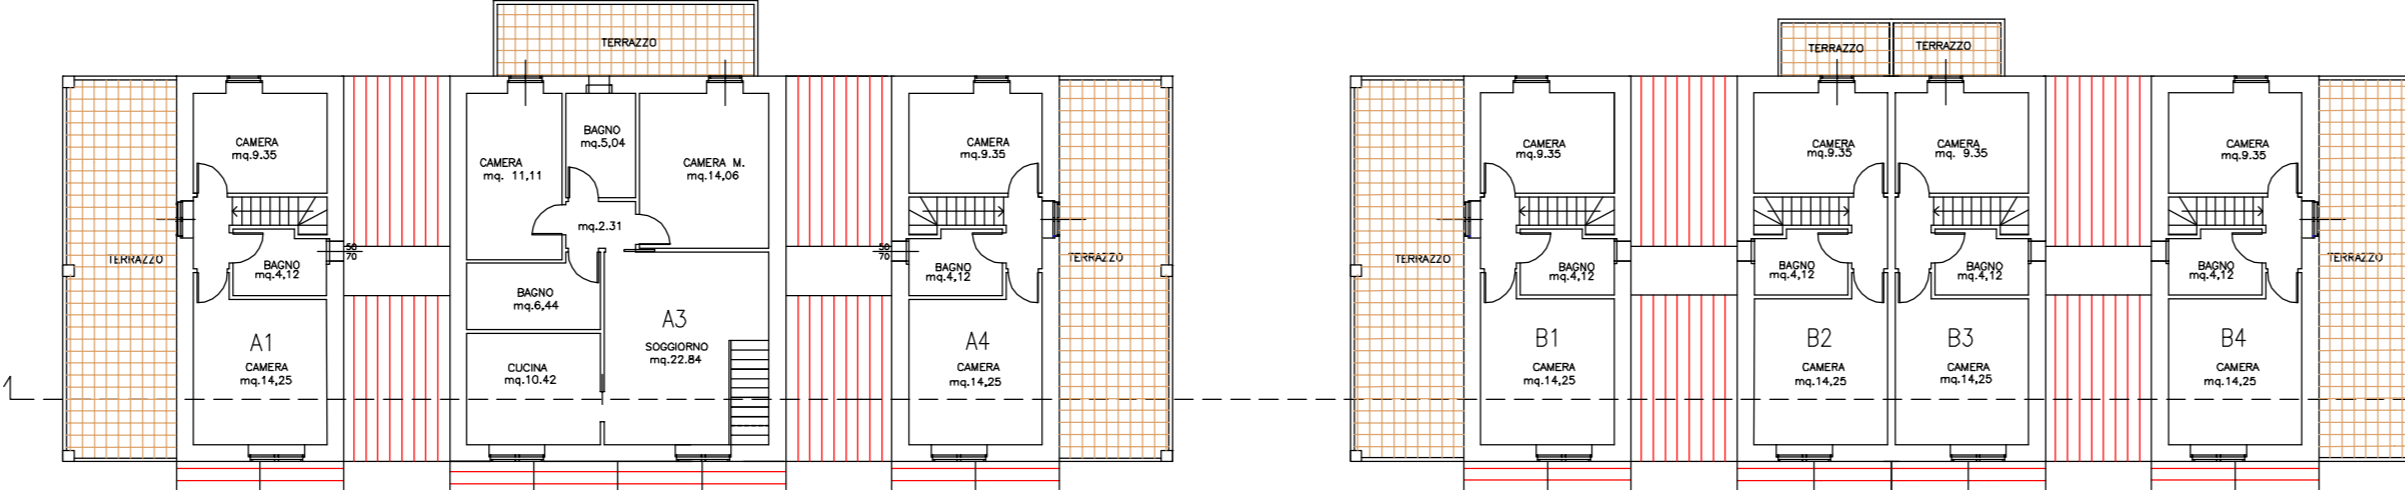 TERRAZZO
TERRAZZO
TERRAZZO
CAMERA
mq.9.35
BAGNO
mq.5,04
CAMERA
mq. 11,11
CAMERA M.
mq.14,06
CAMERA
mq.9.35
CAMERA
mq.9.35
CAMERA
mq.9.35
CAMERA
mq. 9.35
CAMERA
mq.9.35
mq.2.31
TERRAZZO
50
70
BAGNO
mq.4,12
BAGNO
mq.6,44
50
70
BAGNO
mq.4,12
TERRAZZO
TERRAZZO
BAGNO
mq.4,12
BAGNO
mq.4,12
BAGNO
mq.4,12
BAGNO
mq.4,12
TERRAZZO
A1
CAMERA
mq.14,25
A3
SOGGIORNO
mq.22.84
CUCINA
mq.10.42
A4
CAMERA
mq.14,25
B1
CAMERA
mq.14,25
B2
CAMERA
mq.14,25
B3
CAMERA
mq.14,25
B4
CAMERA
mq.14,25
1